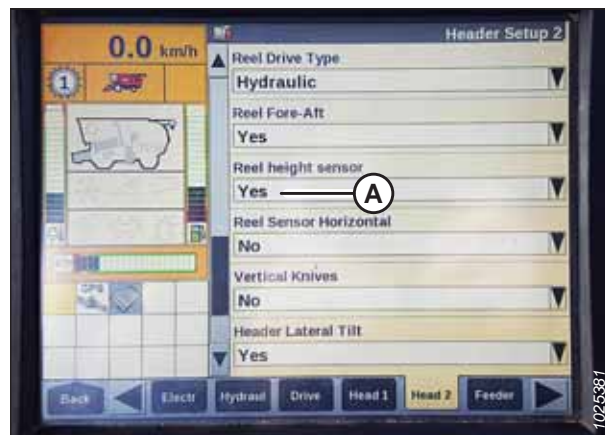 0.0 km/h
1
Header Setup 2
Reel Drive Type
Hydraulic
Reel Fore-Aft
Yes
Reel height sensor
Yes
A
Reel Sensor Horizontal
No
Vertical Knives
No
Header Lateral Tilt
Yes
GPS
Back
Electr
Hydraul
Drive
Head 1
Head 2
Feeder
1025381